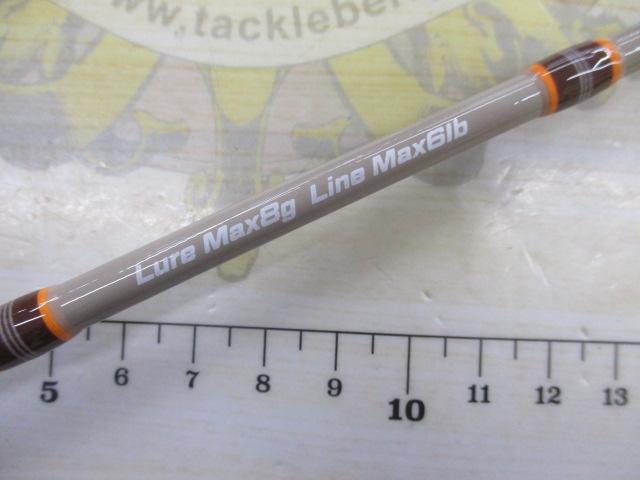 www.tackleber
Lure Max8g Line Max6lb
5 6 7 8 9 10 11 12 13